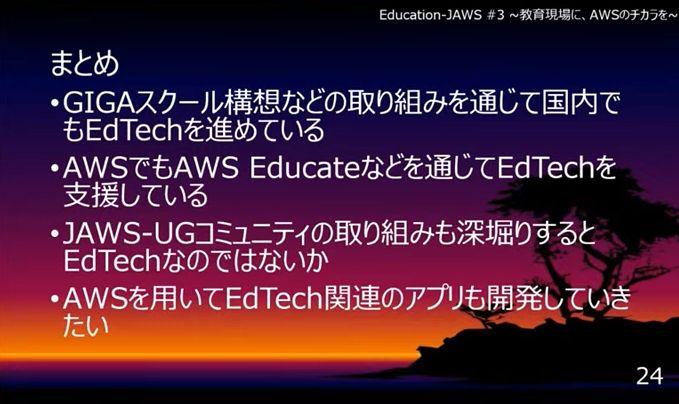 Education-JAWS #3 ~教育現場に、AWSのチカラを~
まとめ
•GIGAスクール構想などの取り組みを通じて国内で
もEdTechを進めている
•AWSでもAWS Educateなどを通じてEdTechを
支援している
•JAWS-UGコミュニティの取り組みも深堀りすると
EdTechなのではないか
•AWSを用いてEdTech関連のアプリも開発していき
たい
24